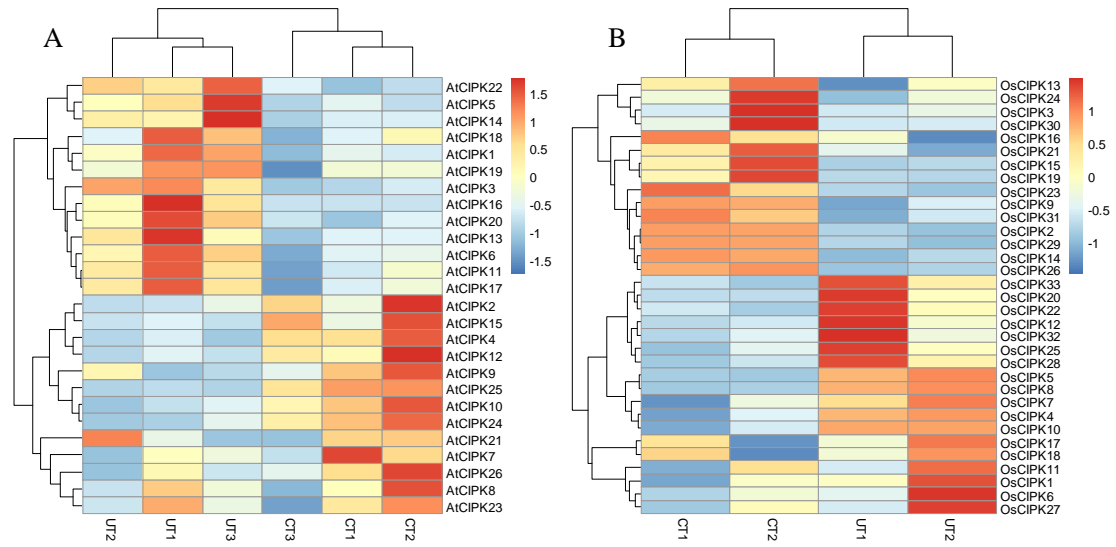 A
AtCIPK22
AtCIPK5
AtCIPK14
AtCIPK18
AtCIPK1
AtCIPK19
AtCIPK3
AtCIPK16
AtCIPK20
AtCIPK13
AtCIPK6
AtCIPK11
AtCIPK17
AtCIPK2
AtCIPK15
AtCIPK4
AtCIPK12
AtCIPK9
AtCIPK25
AtCIPK10
AtCIPK24
AtCIPK21
AtCIPK7
AtCIPK26
AtCIPK8
AtCIPK23
1.5
1
0.5
0
-0.5
-1
-1.5
UT2 UT1 UT3 CT3 CT1 CT2
B
OsCIPK13
OsCIPK24
OsCIPK3
OsCIPK30
OsCIPK16
OsCIPK21
OsCIPK15
OsCIPK19
OsCIPK23
OsCIPK9
OsCIPK31
OsCIPK2
OsCIPK29
OsCIPK14
OsCIPK26
OsCIPK33
OsCIPK20
OsCIPK22
OsCIPK12
OsCIPK32
OsCIPK25
OsCIPK28
OsCIPK5
OsCIPK8
OsCIPK7
OsCIPK4
OsCIPK10
OsCIPK17
OsCIPK18
OsCIPK11
OsCIPK1
OsCIPK6
OsCIPK27
1
0.5
0
-0.5
-1
CT1 CT2 UT1 UT2